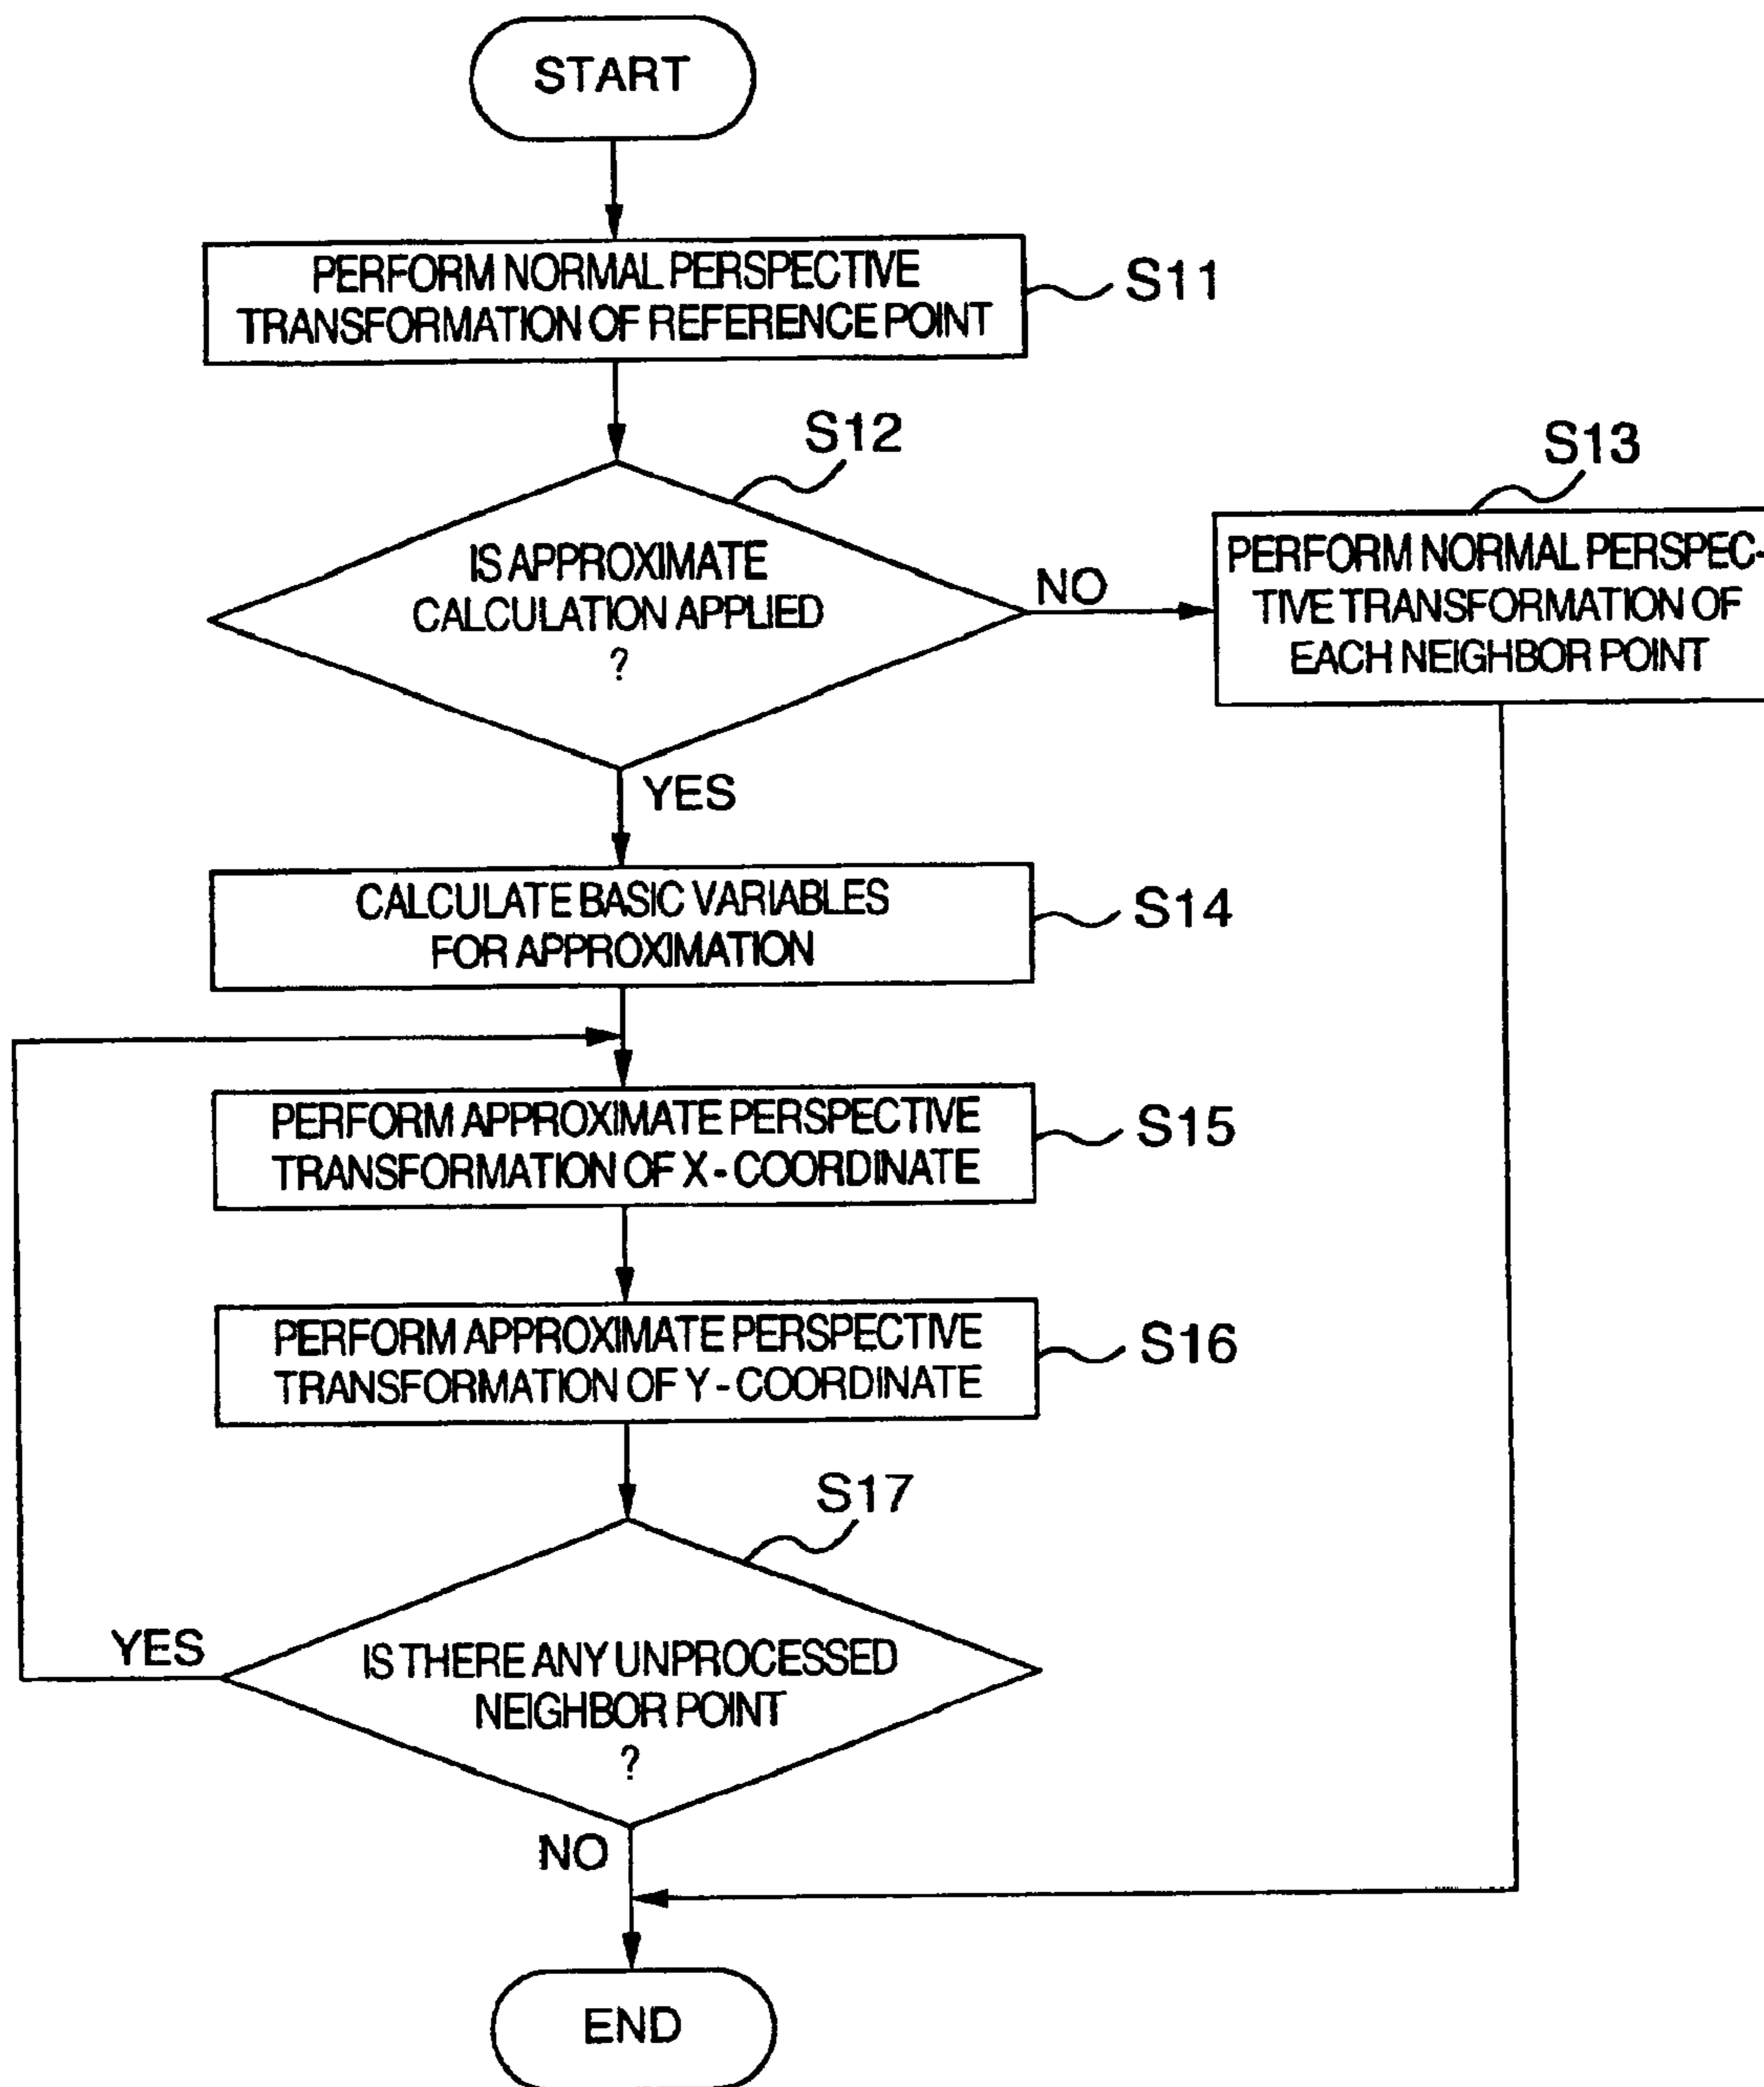 START
PERFORM NORMAL PERSPECTIVE
TRANSFORMATION OF REFERENCE POINT
S11
S12
IS APPROXIMATE
CALCULATION APPLIED
?
NO
S13
PERFORM NORMAL PERSPEC-
TIVE TRANSFORMATION OF
EACH NEIGHBOR POINT
YES
CALCULATE BASIC VARIABLES
FOR APPROXIMATION
S14
PERFORM APPROXIMATE PERSPECTIVE
TRANSFORMATION OF X - COORDINATE
S15
PERFORM APPROXIMATE PERSPECTIVE
TRANSFORMATION OF Y - COORDINATE
S16
S17
YES
IS THERE ANY UNPROCESSED
NEIGHBOR POINT
?
NO
END